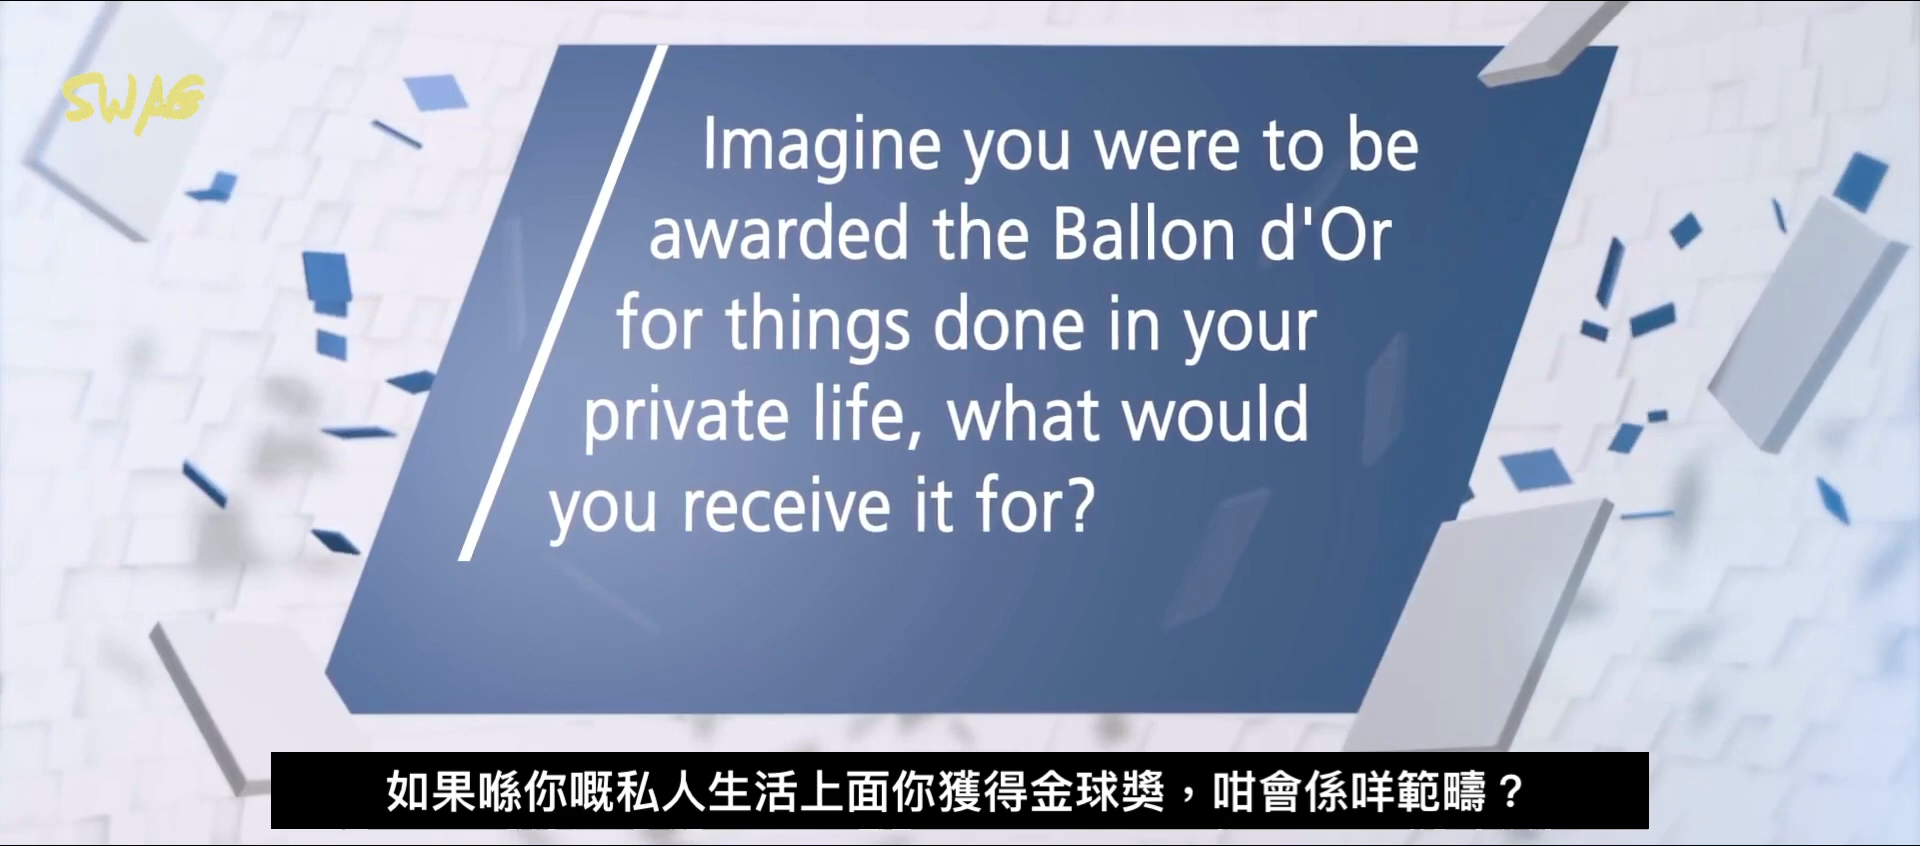 SWAG
Imagine you were to be
awarded the Ballon d'Or
for things done in your
private life, what would
you receive it for?
如果喺你嘅私人生活上面你獲得金球獎，咁會係咩範疇？